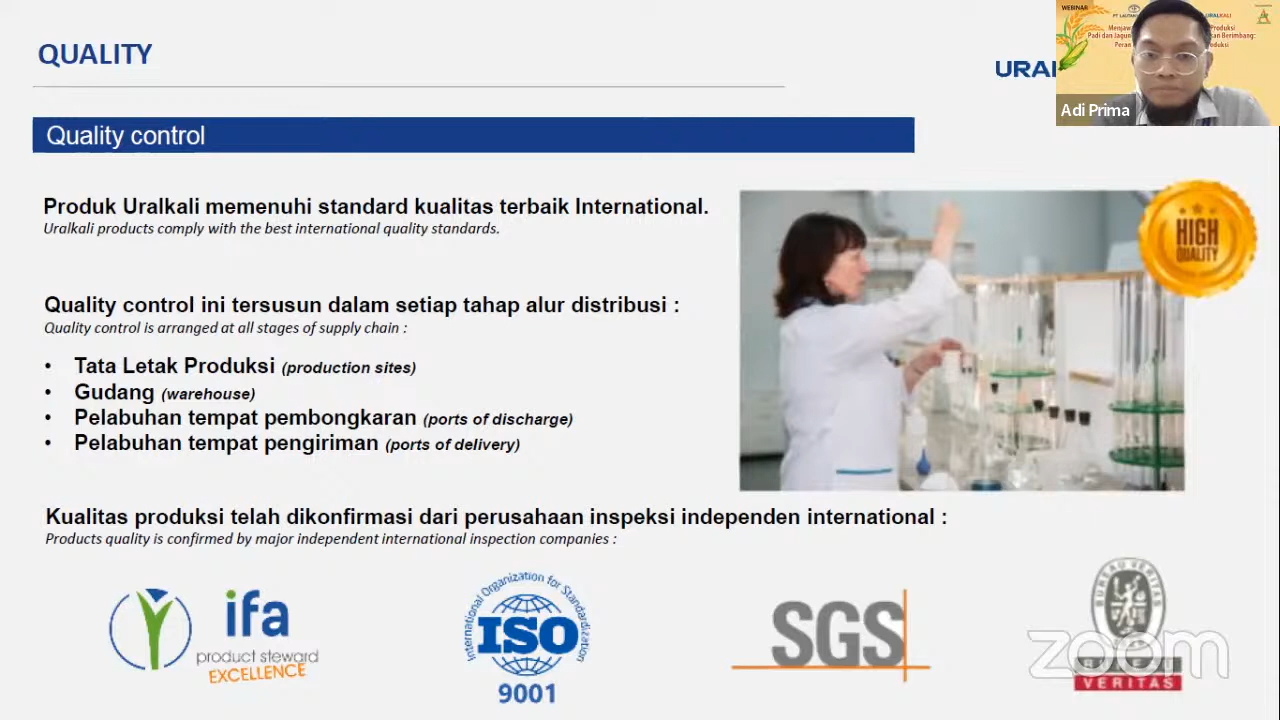 QUALITY
URAL
WEBINAR
Adi Prima
Quality control
Produk Uralkali memenuhi standard kualitas terbaik International.
Uralkali products comply with the best international quality standards.
HIGH
QUALITY
Quality control ini tersusun dalam setiap tahap alur distribusi :
Quality control is arranged at all stages of supply chain :
• Tata Letak Produksi (production sites)
• Gudang (warehouse)
• Pelabuhan tempat pembongkaran (ports of discharge)
• Pelabuhan tempat pengiriman (ports of delivery)
Kualitas produksi telah dikonfirmasi dari perusahaan inspeksi independen international :
Products quality is confirmed by major independent international inspection companies :
ifa
product steward
EXCELLENCE
International Organization for Standardization
ISO
9001
SGS
BUREAU VERITAS
zoom
VERITAS